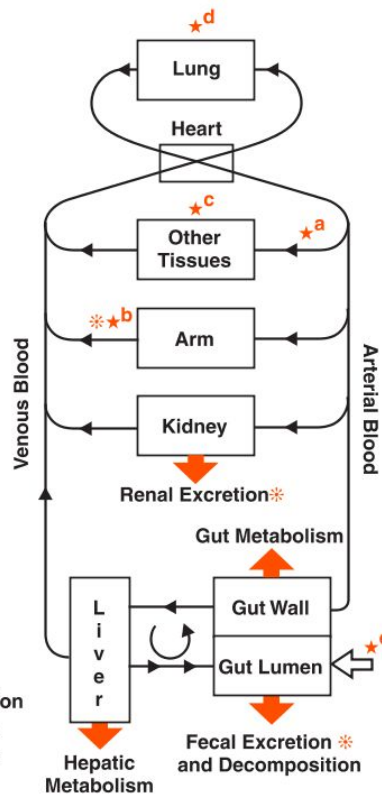 ★d
Lung
Heart
★c
Other
Tissues
★a
※★b
Arm
Kidney
Renal Excretion※
Venous Blood
Arterial Blood
Gut Metabolism
Liver
Gut Wall
Gut Lumen
★
on
Hepatic
Metabolism
Fecal Excretion ※
and Decomposition